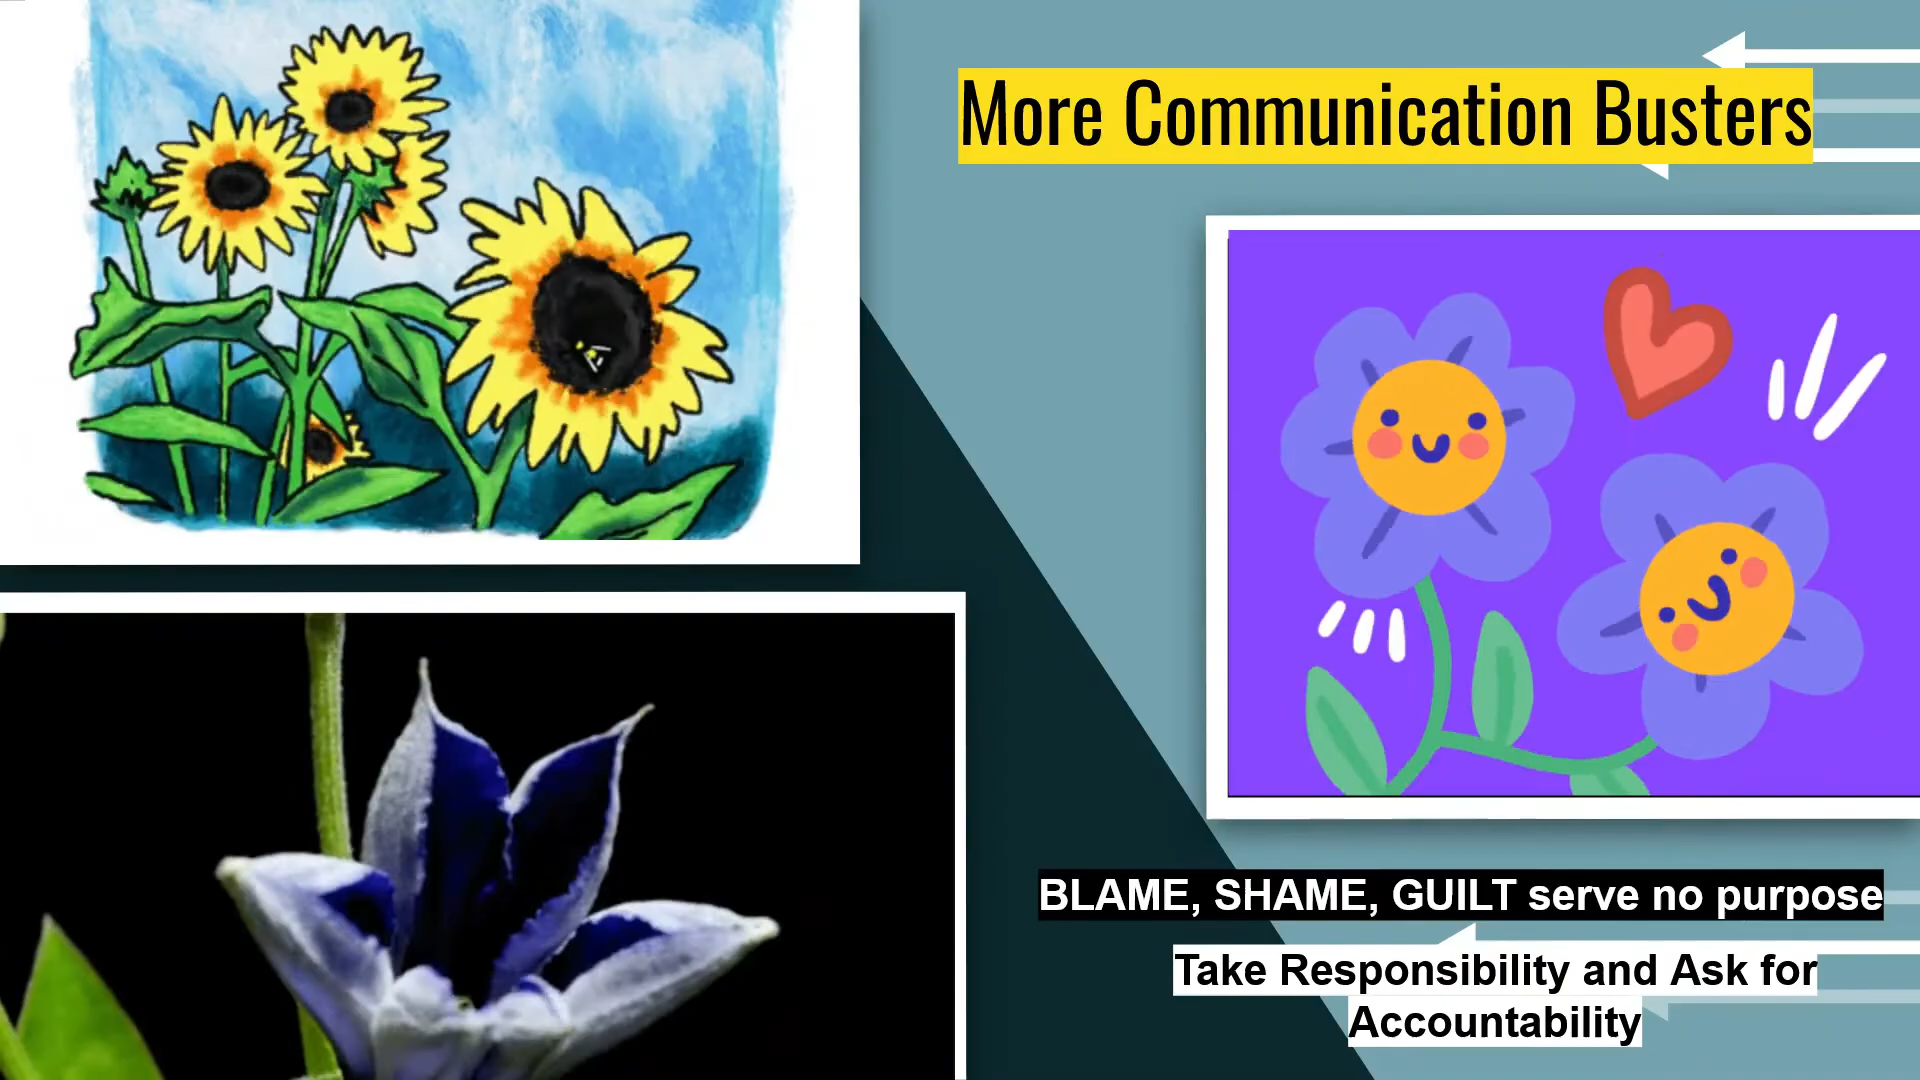 More Communication Busters
BLAME, SHAME, GUILT serve no purpose
Take Responsibility and Ask for
Accountability